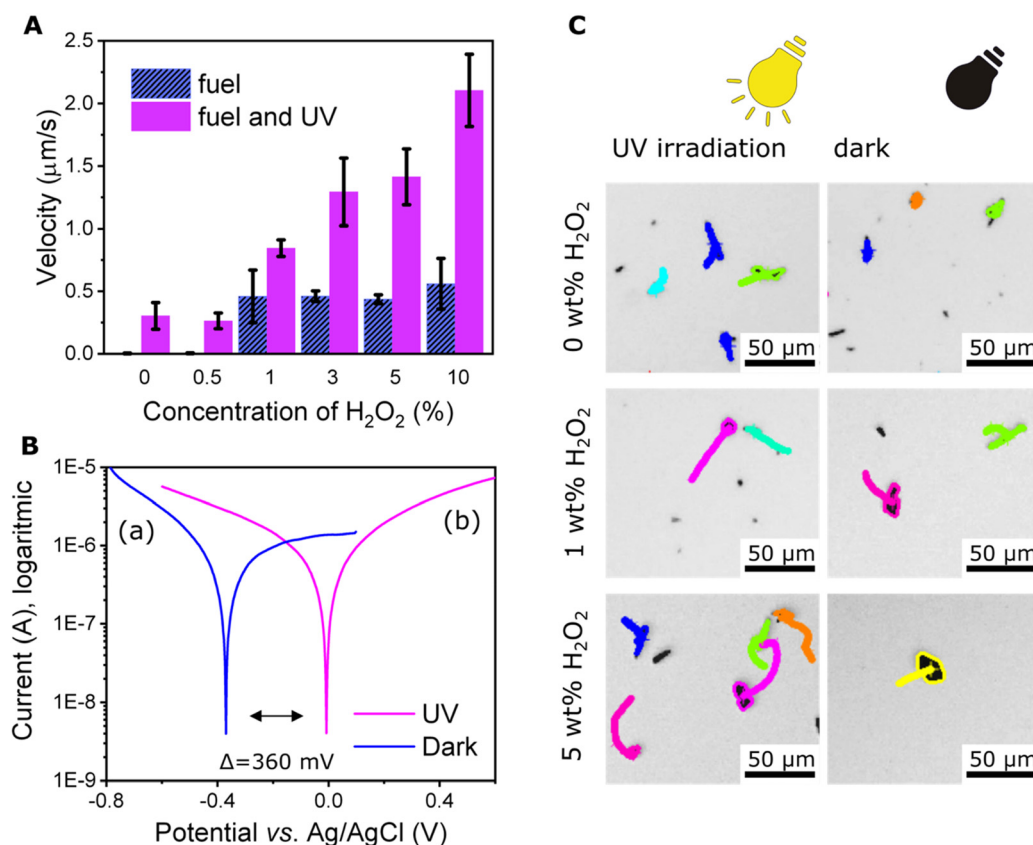 A
2.5
2.0
1.5
1.0
0.5
0.0
Velocity (μm/s)
fuel
fuel and UV
0 0.5 1 3 5 10
Concentration of H₂O₂ (%)
B
1E-5
1E-6
1E-7
1E-8
1E-9
Current (A), logaritmic
(a)
(b)
UV
Dark
Δ=360 mV
-0.8 -0.4 0.0 0.4
Potential vs. Ag/AgCl (V)
C
UV irradiation dark
0 wt% H₂O₂
50 μm 50 μm
1 wt% H₂O₂
50 μm 50 μm
5 wt% H₂O₂
50 μm 50 μm